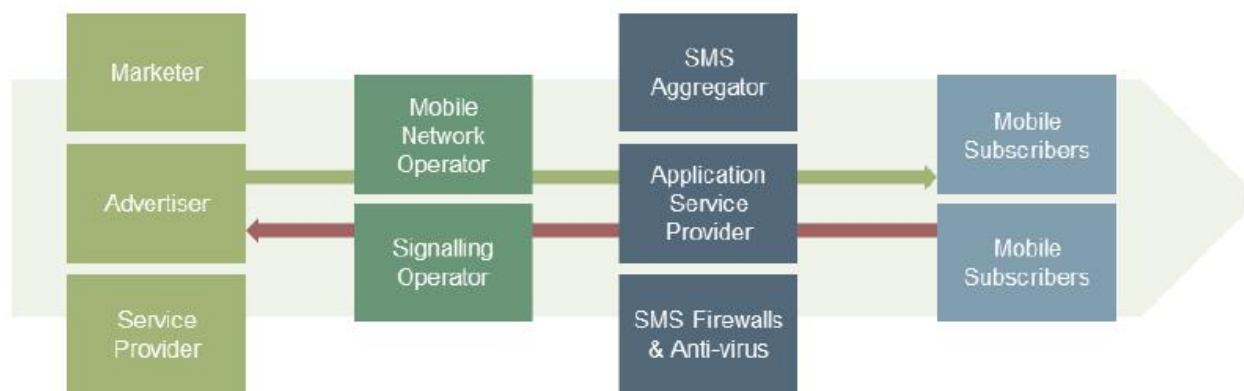 Marketer
Advertiser
Service
Provider
Mobile
Network
Operator
Signalling
Operator
SMS
Aggregator
Application
Service
Provider
SMS Firewalls
& Anti-virus
Mobile
Subscribers
Mobile
Subscribers